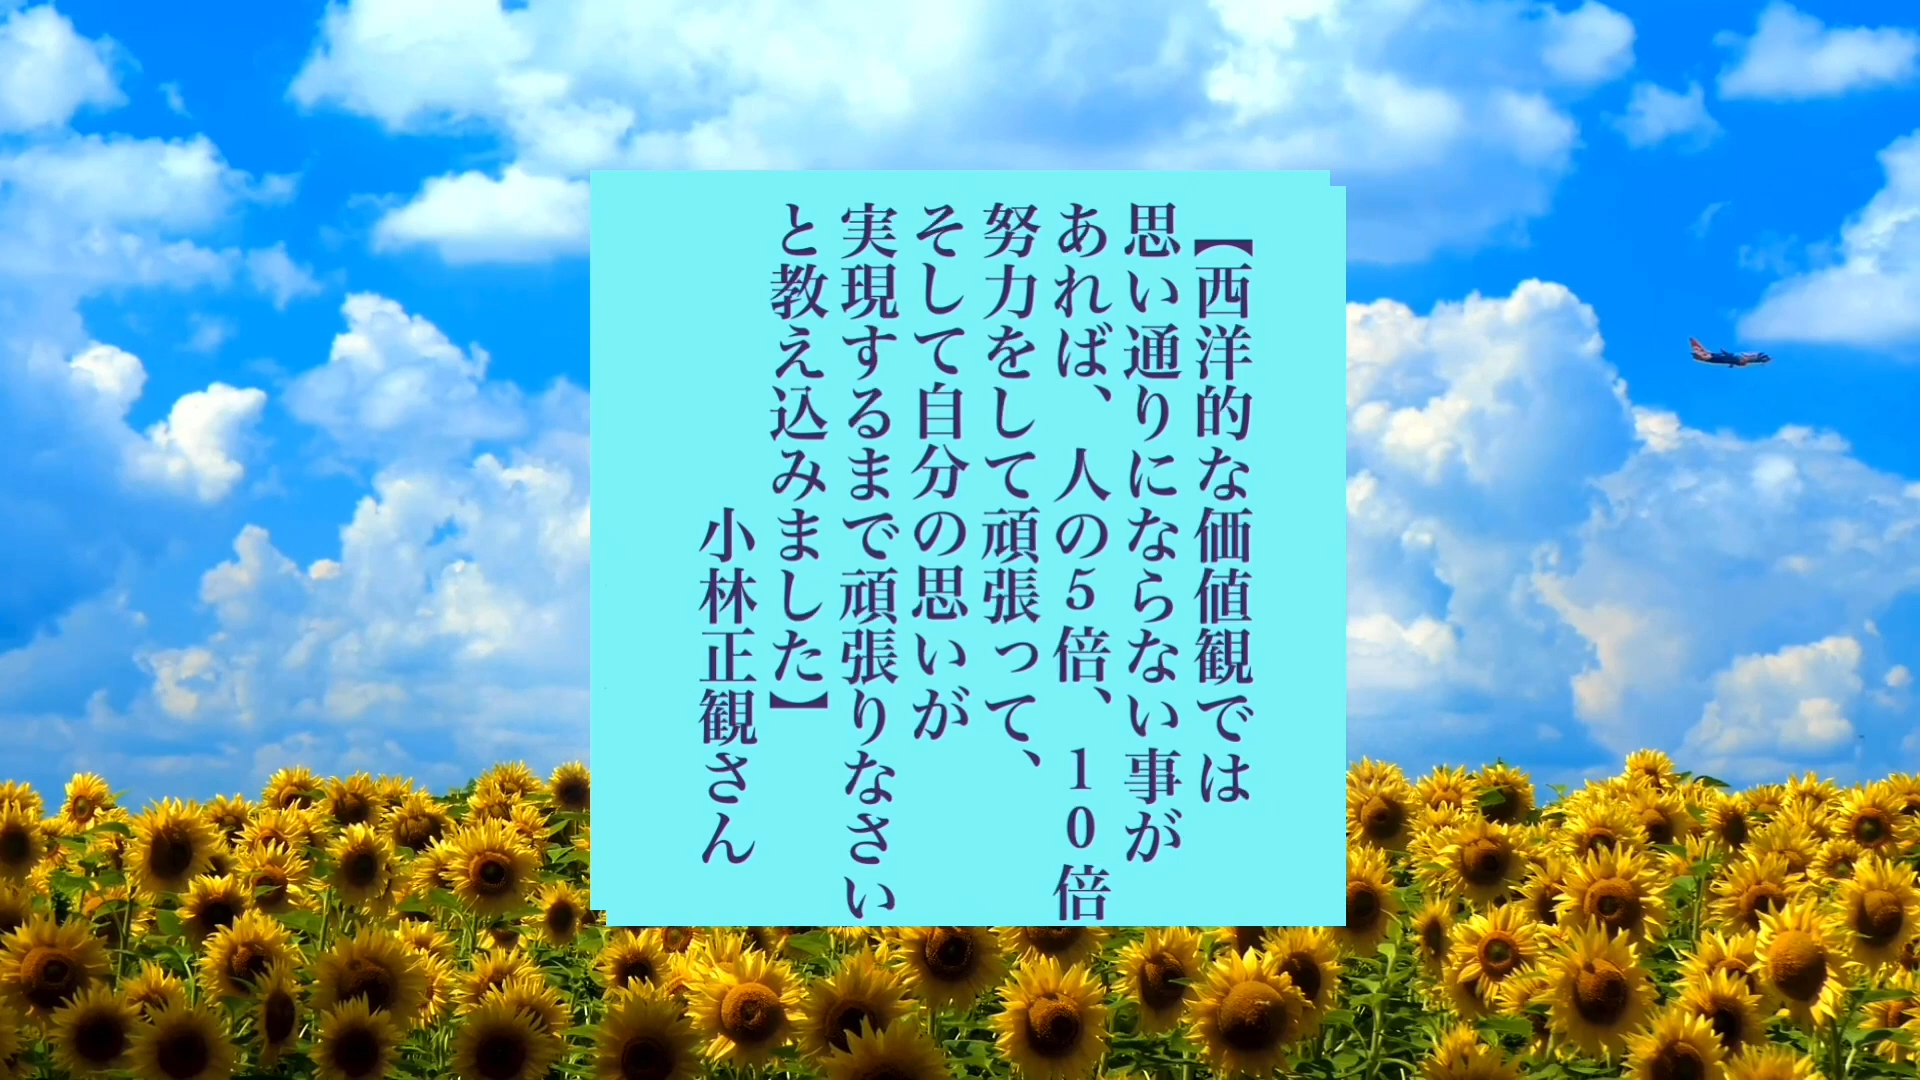 【西洋的な価値観では
思い通りにならない事が
あれば、人の5倍、10倍
努力をして頑張って、
そして自分の思いが
実現するまで頑張りなさい
と教え込みました】
小林正観さん